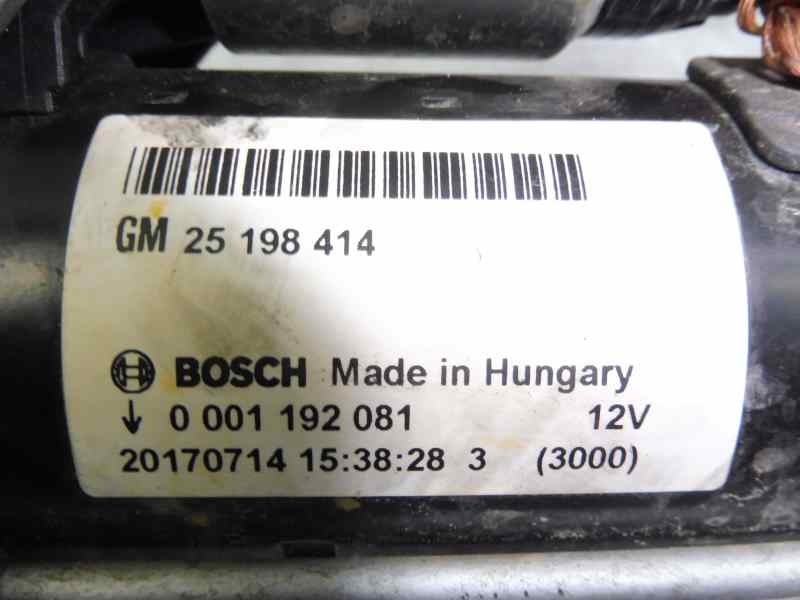 GM 25 198 414
BOSCH Made in Hungary
↓ 0 001 192 081 12V
20170714 15:38:28 3 (3000)